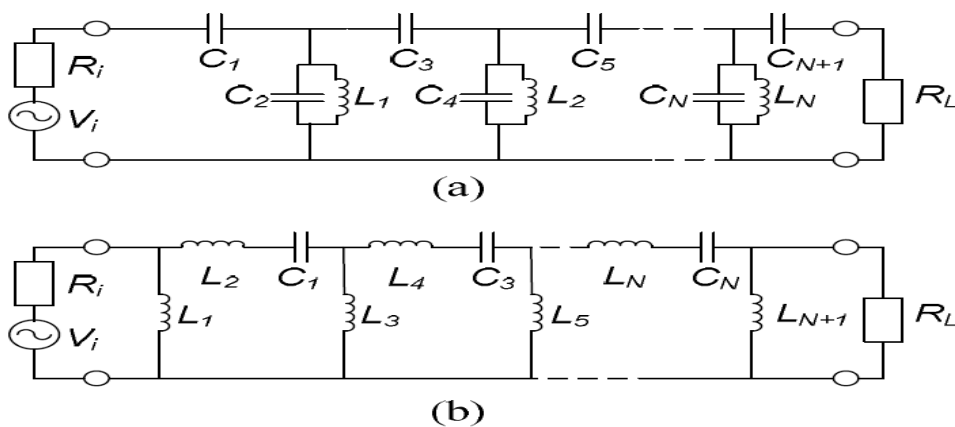 C1 C3 C5 CN+1
Ri C2 L1 C4 L2 CN LN RL
Vi
(a)
Ri L2 C1 L4 C3 LN CN
L1 L3 L5 LN+1 RL
Vi
(b)